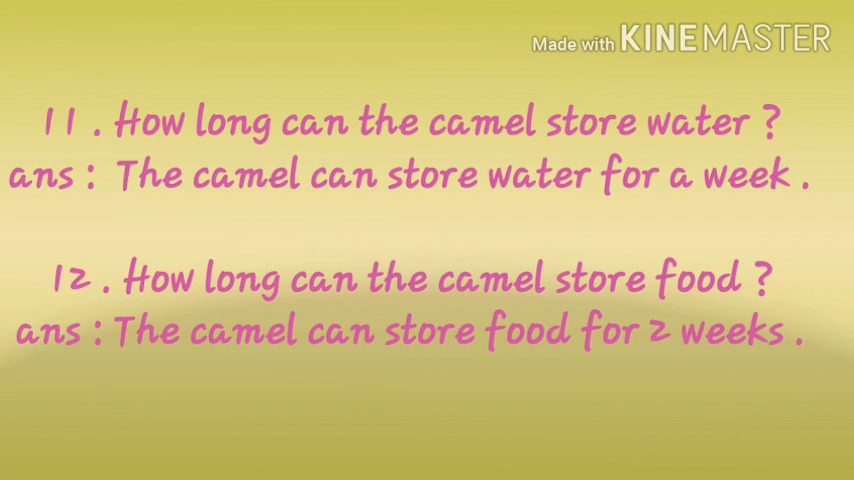 Made with KINEMASTER
11 . How long can the camel store water ?
ans : The camel can store water for a week .
12 . How long can the camel store food ?
ans : The camel can store food for 2 weeks .